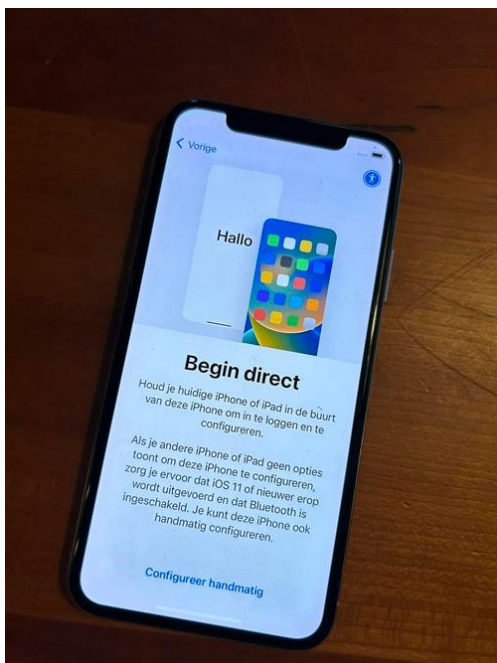 Vorige
Hallo
Begin direct
Houd je huidige iPhone of iPad in de buurt
van deze iPhone om in te loggen en te
configureren.
Als je andere iPhone of iPad geen opties
toont om deze iPhone te configureren,
zorg je ervoor dat iOS 11 of nieuwer erop
wordt uitgevoerd en dat Bluetooth is
ingeschakeld. Je kunt deze iPhone ook
handmatig configureren.
Configureer handmatig